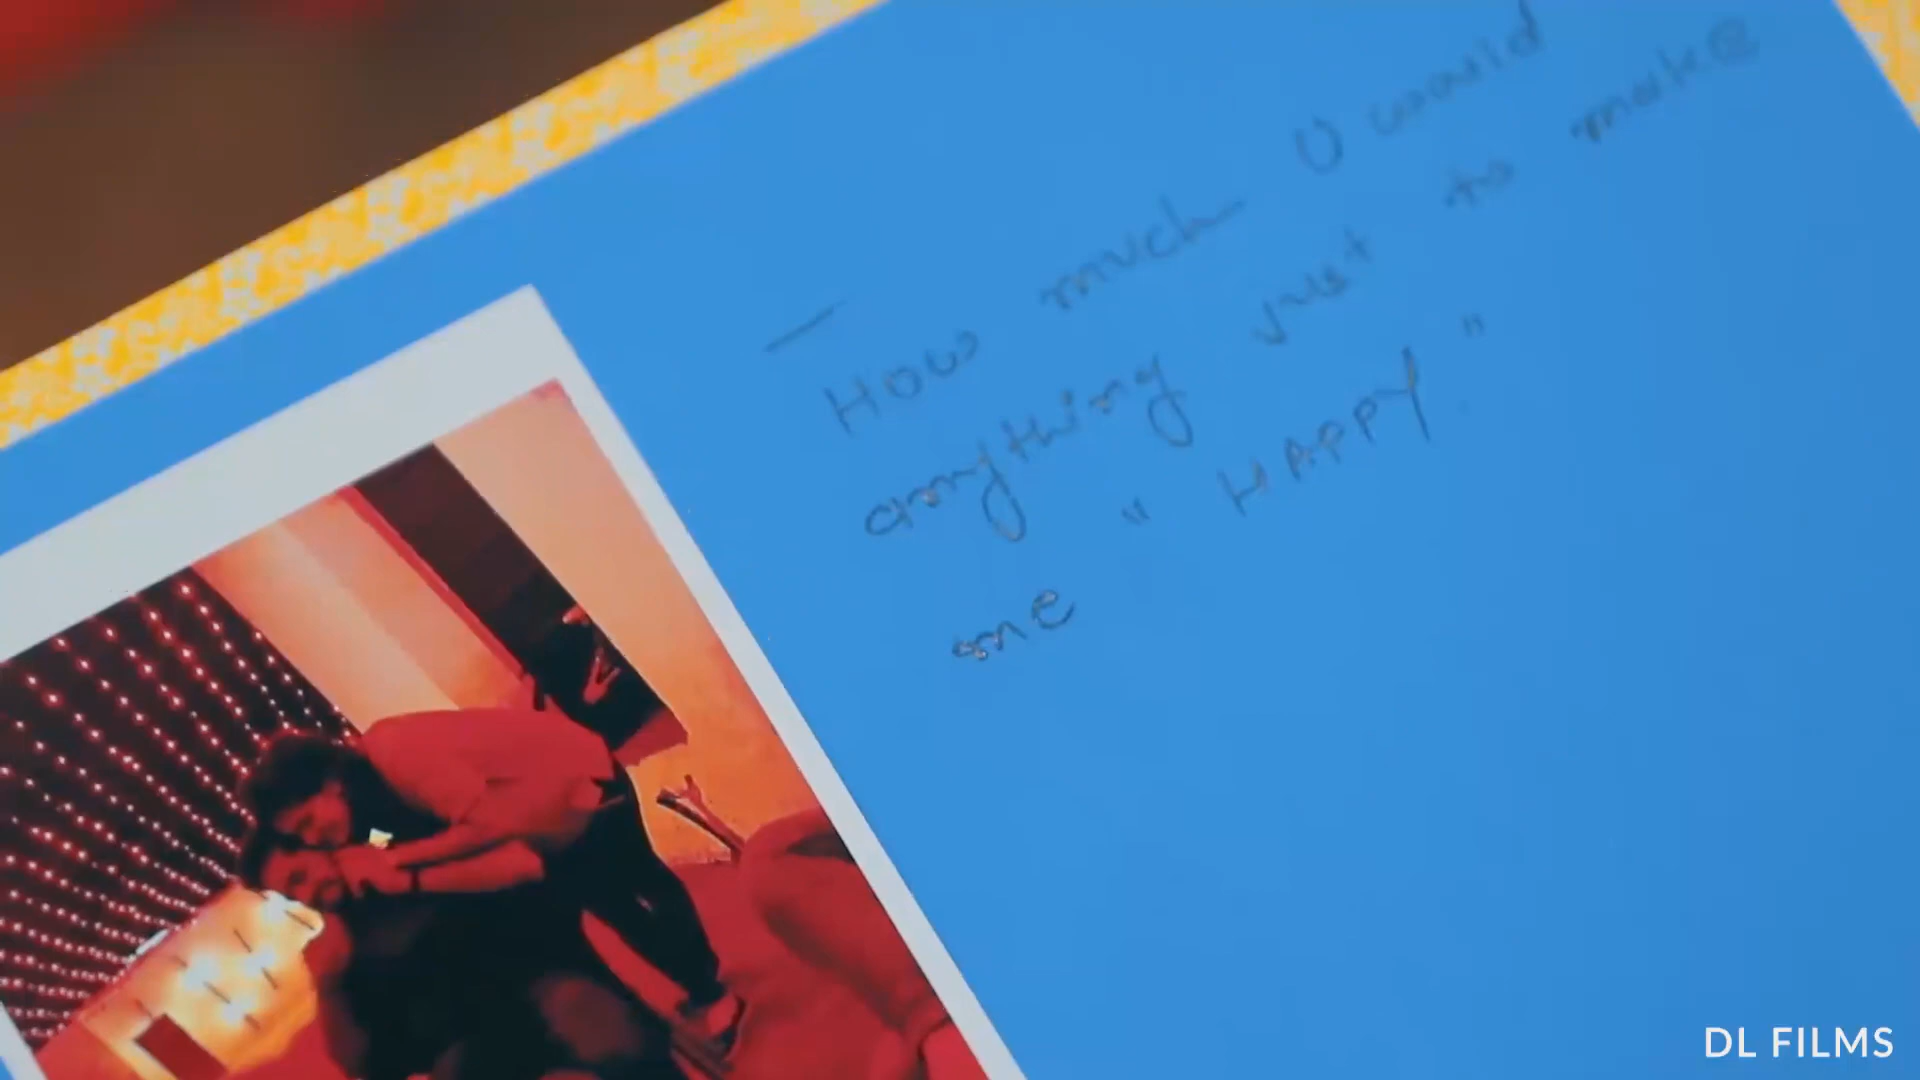 — How much U would
anything just to make
me " HAPPY "
DL FILMS